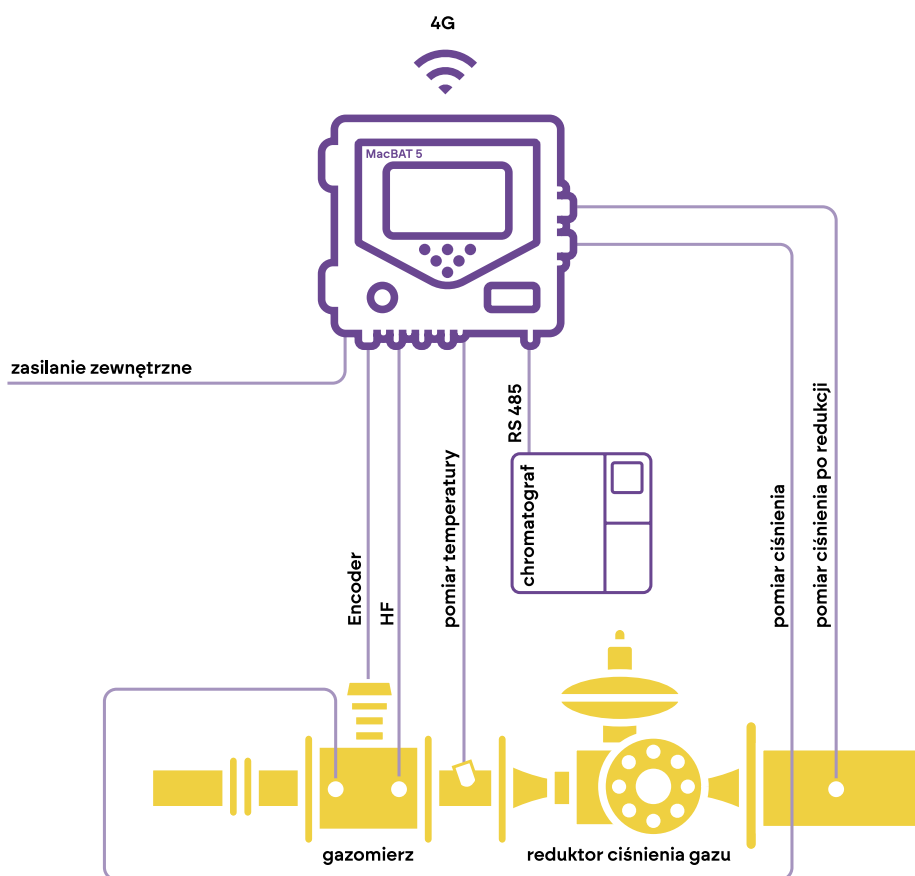 4G
MacBAT 5
zasilanie zewnętrzne
Encoder
HF
pomiar temperatury
RS 485
chromatograf
pomiar ciśnienia
pomiar ciśnienia po redukcji
gazomierz
reduktor ciśnienia gazu